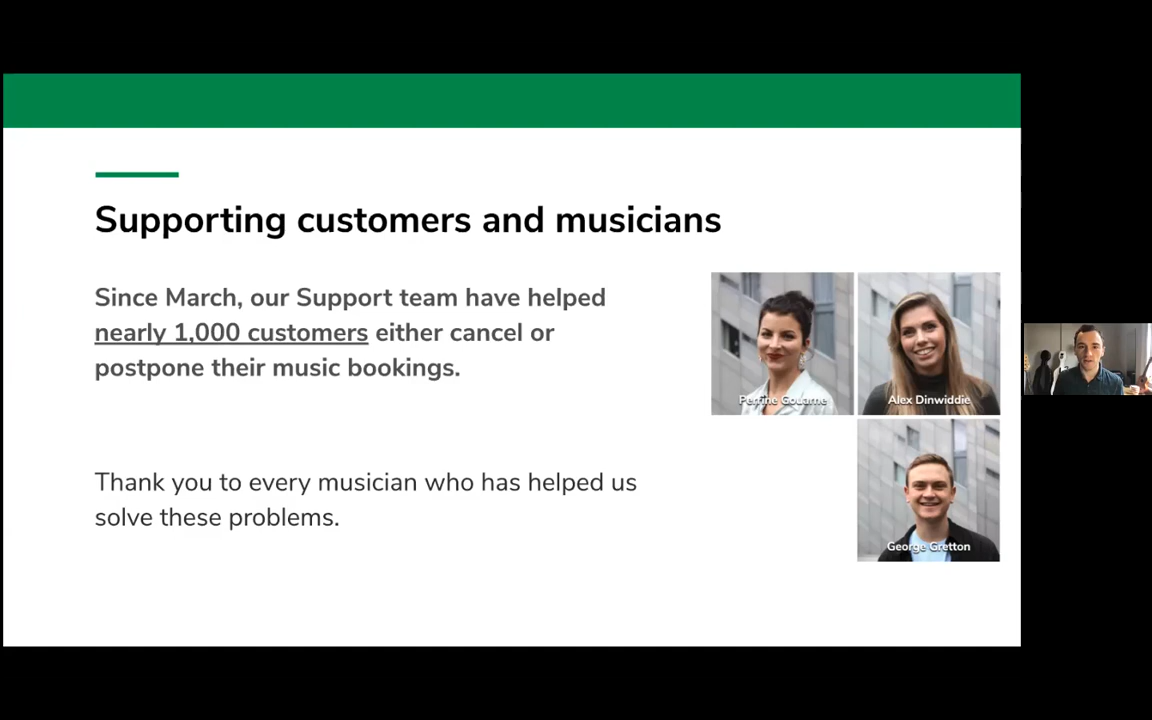 Supporting customers and musicians
Since March, our Support team have helped
nearly 1,000 customers either cancel or
postpone their music bookings.
Thank you to every musician who has helped us
solve these problems.
Perrine Gouarne
Alex Dinwiddie
George Gretton